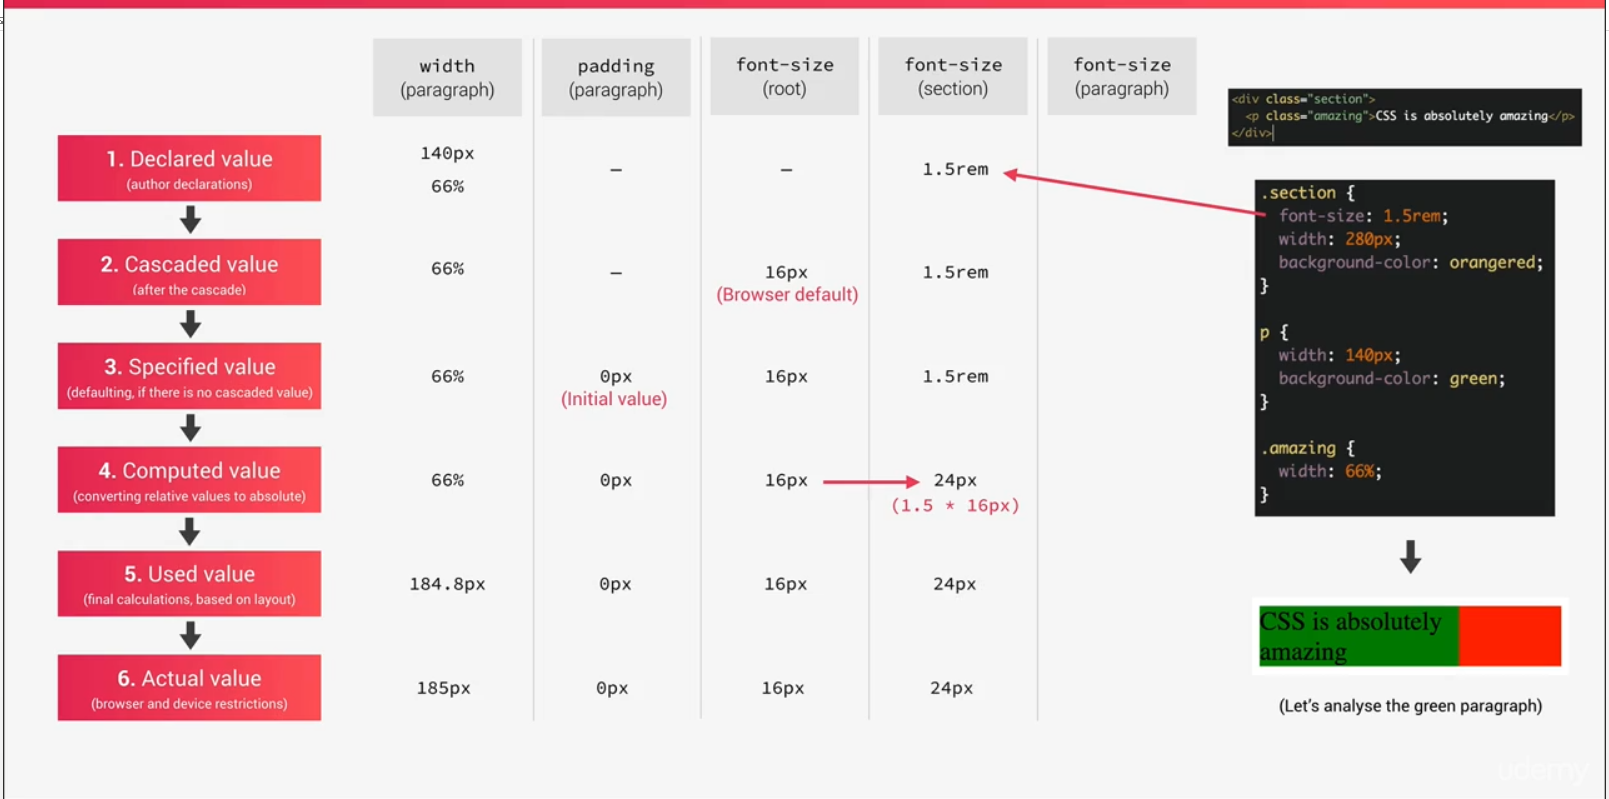 width
(paragraph)
padding
(paragraph)
font-size
(root)
font-size
(section)
font-size
(paragraph)
1. Declared value
(author declarations)
140px
66%
–
–
1.5rem
2. Cascaded value
(after the cascade)
66%
–
16px
(Browser default)
1.5rem
3. Specified value
(defaulting, if there is no cascaded value)
66%
0px
(Initial value)
16px
1.5rem
4. Computed value
(converting relative values to absolute)
66%
0px
16px
24px
(1.5 * 16px)
5. Used value
(final calculations, based on layout)
184.8px
0px
16px
24px
6. Actual value
(browser and device restrictions)
185px
0px
16px
24px
<div class="section">
<p class="amazing">CSS is absolutely amazing</p>
</div>
.section {
font-size: 1.5rem;
width: 280px;
background-color: orangered;
}
p {
width: 140px;
background-color: green;
}
.amazing {
width: 66%;
}
CSS is absolutely
amazing
(Let's analyse the green paragraph)
udemy